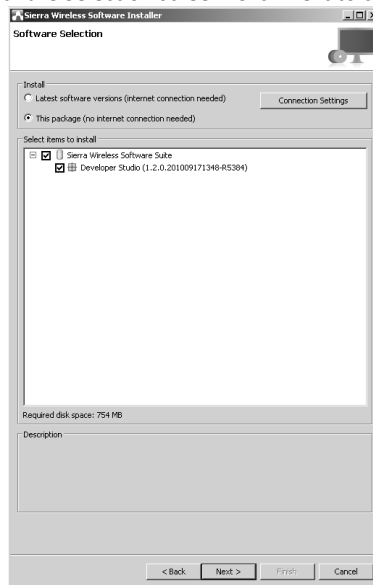 Sierra Wireless Software Installer
Software Selection
Install
Latest software versions (internet connection needed)
Connection Settings
This package (no internet connection needed)
Select items to install
Sierra Wireless Software Suite
Developer Studio (1.2.0.201009171348-R5384)
Required disk space: 754 MB
Description
< Back
Next >
Finish
Cancel